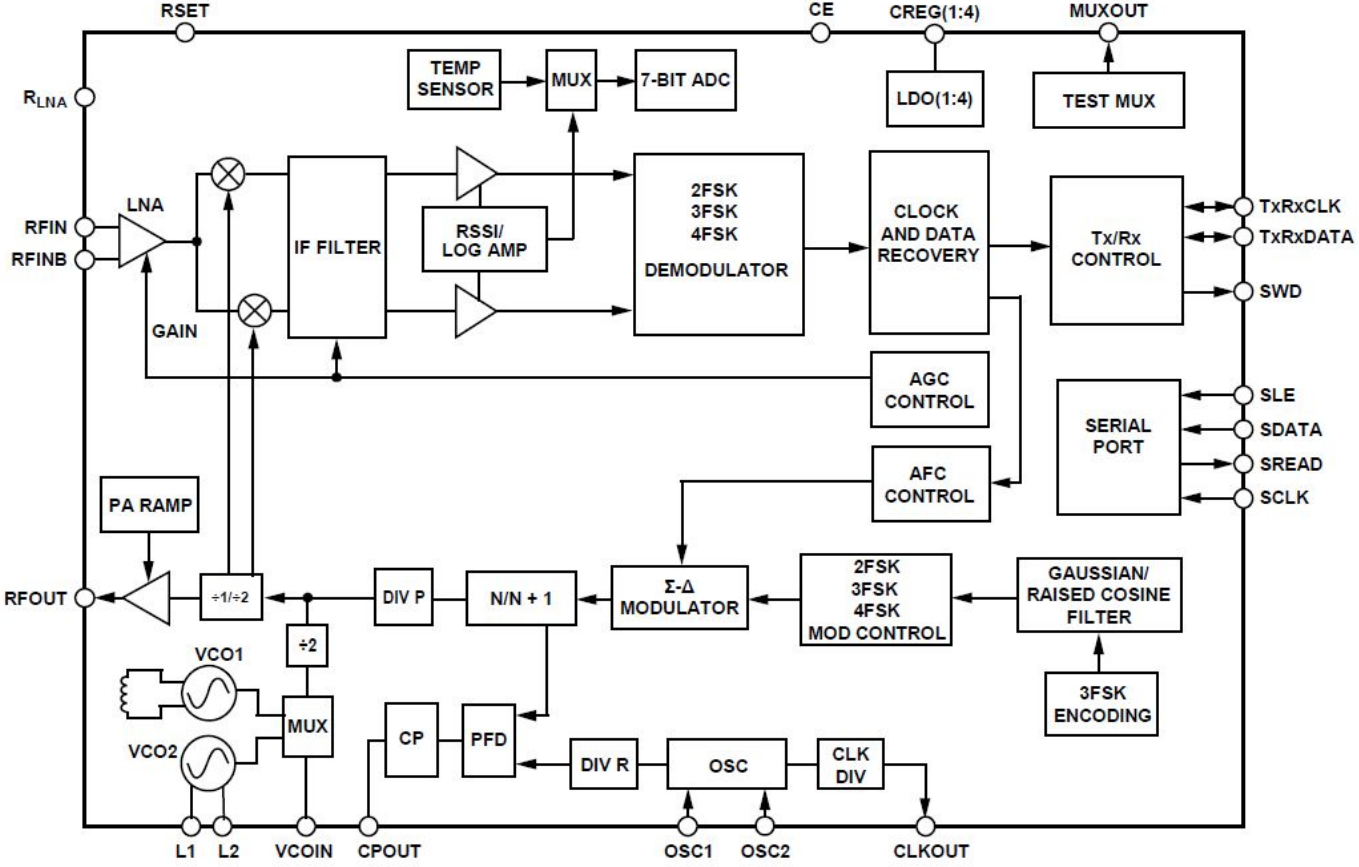 RSET
CE
CREG(1:4)
MUXOUT
RLNA
TEMP
SENSOR
MUX
7-BIT ADC
LDO(1:4)
TEST MUX
LNA
RFIN
RFINB
GAIN
IF FILTER
RSSI/
LOG AMP
2FSK
3FSK
4FSK
DEMODULATOR
CLOCK
AND DATA
RECOVERY
Tx/Rx
CONTROL
TxRxCLK
TxRxDATA
SWD
AGC
CONTROL
AFC
CONTROL
SERIAL
PORT
SLE
SDATA
SREAD
SCLK
PA RAMP
RFOUT
÷1/÷2
DIV P
N/N + 1
Σ-Δ
MODULATOR
2FSK
3FSK
4FSK
MOD CONTROL
GAUSSIAN/
RAISED COSINE
FILTER
3FSK
ENCODING
÷2
VCO1
VCO2
MUX
CP
PFD
DIV R
OSC
CLK
DIV
L1
L2
VCOIN
CPOUT
OSC1
OSC2
CLKOUT